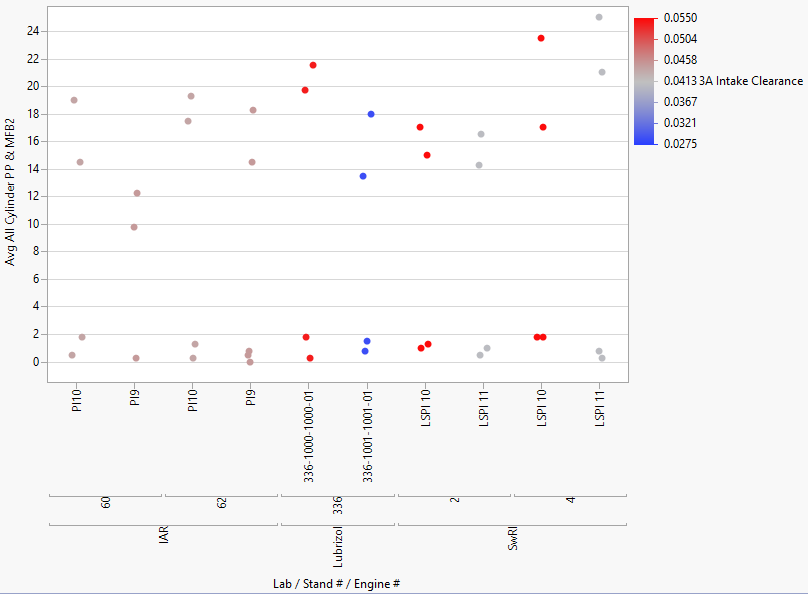 24
22
20
18
16
14
12
10
8
6
4
2
0
Avg All Cylinder PP & MFB2
0.0550
0.0504
0.0458
0.0413 3A Intake Clearance
0.0367
0.0321
0.0275
PI10
PI9
PI10
PI9
336-1000-1000-01
336-1001-1001-01
LSPI 10
LSPI 11
LSPI 10
LSPI 11
60
62
336
2
4
IAR
Lubrizol
SwRI
Lab / Stand # / Engine #